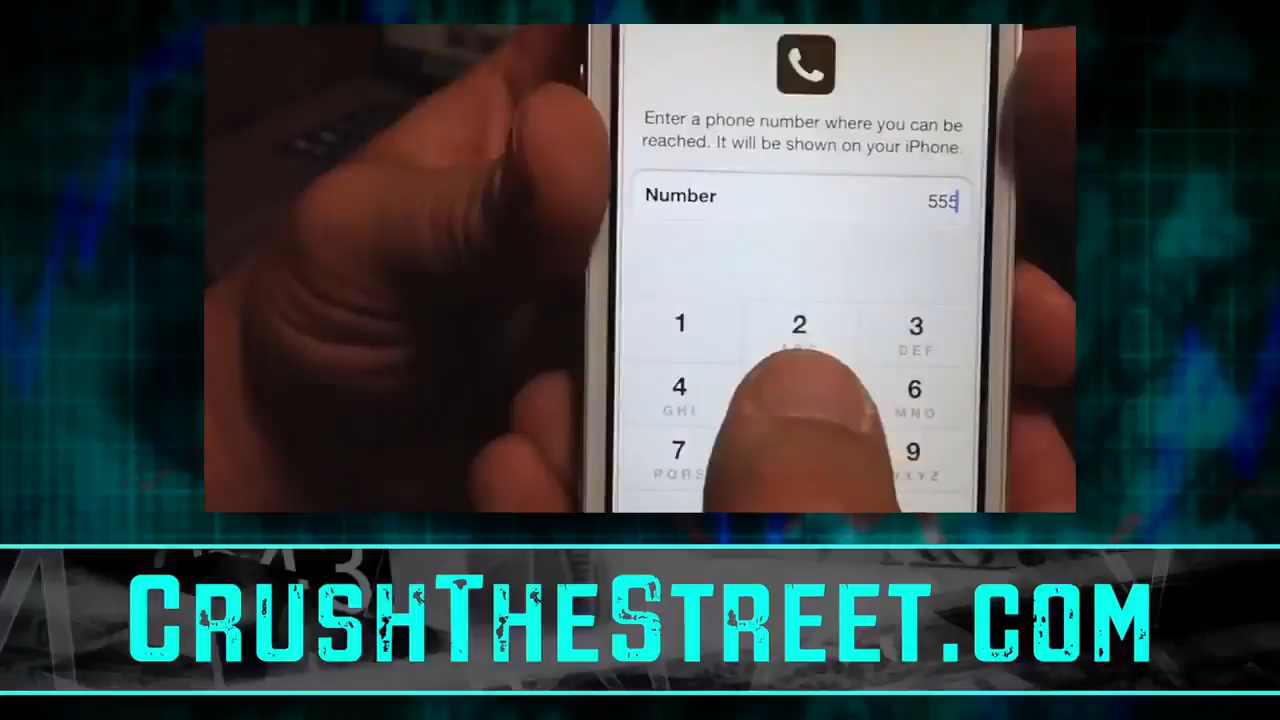 Enter a phone number where you can be
reached. It will be shown on your iPhone.
Number 555
1 2 3
DEF
4 6
GHI MNO
7 9
PQRS
CRUSHTHESTREET.COM